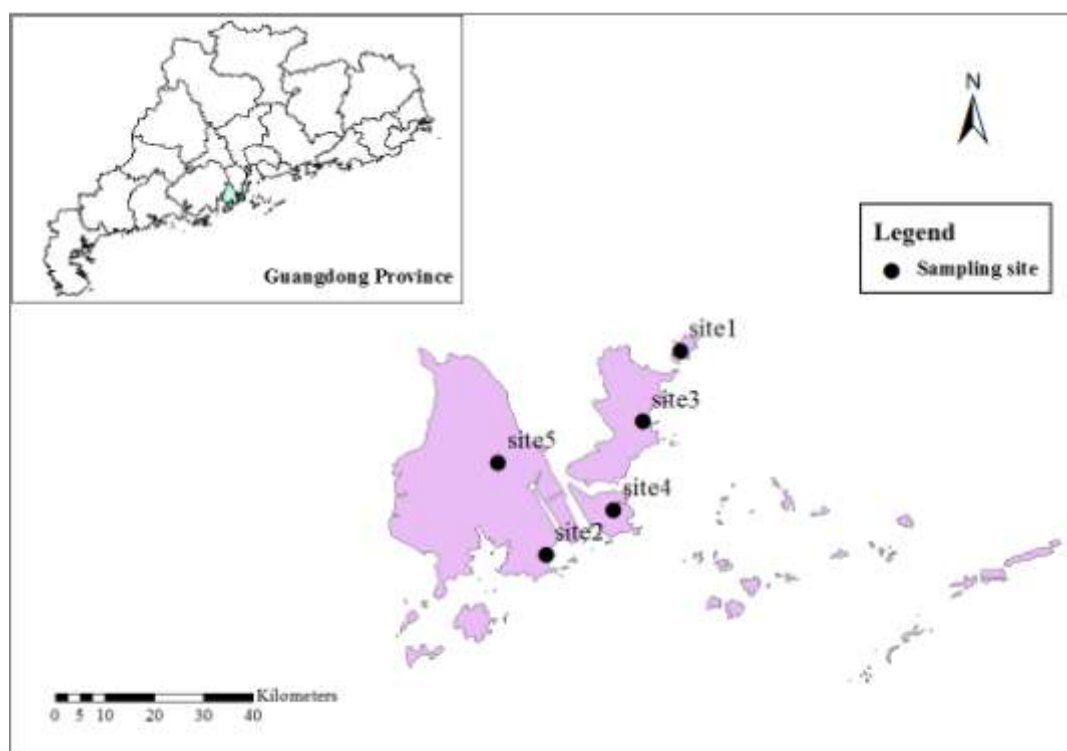 N
Guangdong Province
Legend
Sampling site
site1
site3
site5
site4
site2
Kilometers
0 5 10 20 30 40